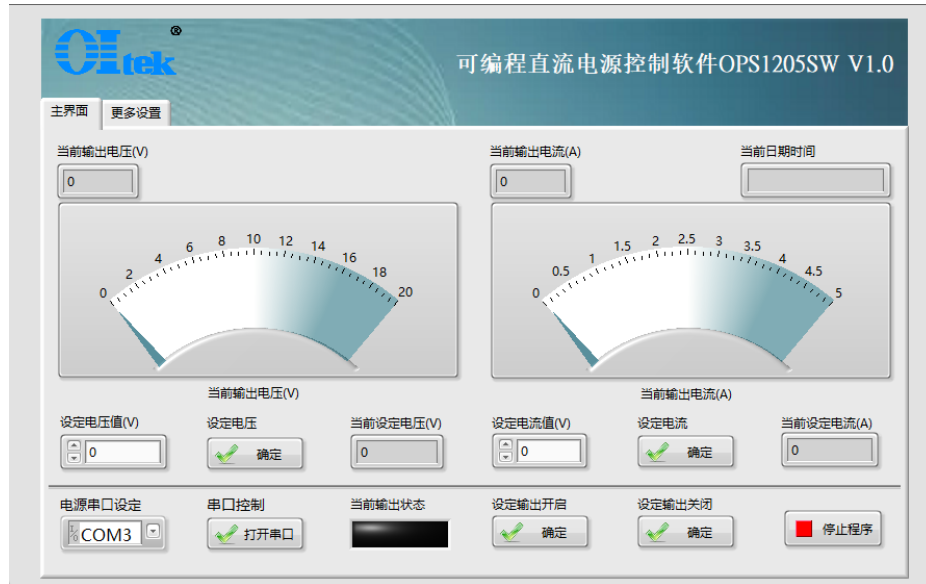 OItek®
可编程直流电源控制软件OPS1205SW V1.0
主界面 更多设置
当前输出电压(V) 当前输出电流(A) 当前日期时间
0 0
0 2 4 6 8 10 12 14 16 18 20
0 0.5 1 1.5 2 2.5 3 3.5 4 4.5 5
当前输出电压(V) 当前输出电流(A)
设定电压值(V) 设定电压 当前设定电压(V) 设定电流值(V) 设定电流 当前设定电流(A)
0 确定 0 0 确定 0
电源串口设定 串口控制 当前输出状态 设定输出开启 设定输出关闭
COM3 打开串口 确定 确定 停止程序